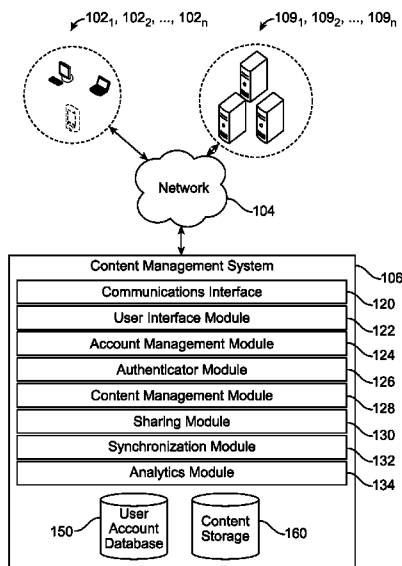 102₁, 102₂, ..., 102ₙ
109₁, 109₂, ..., 109ₙ
Network
104
Content Management System
106
Communications Interface
120
User Interface Module
122
Account Management Module
124
Authenticator Module
126
Content Management Module
128
Sharing Module
130
Synchronization Module
132
Analytics Module
134
150
User
Account
Database
Content
Storage
160